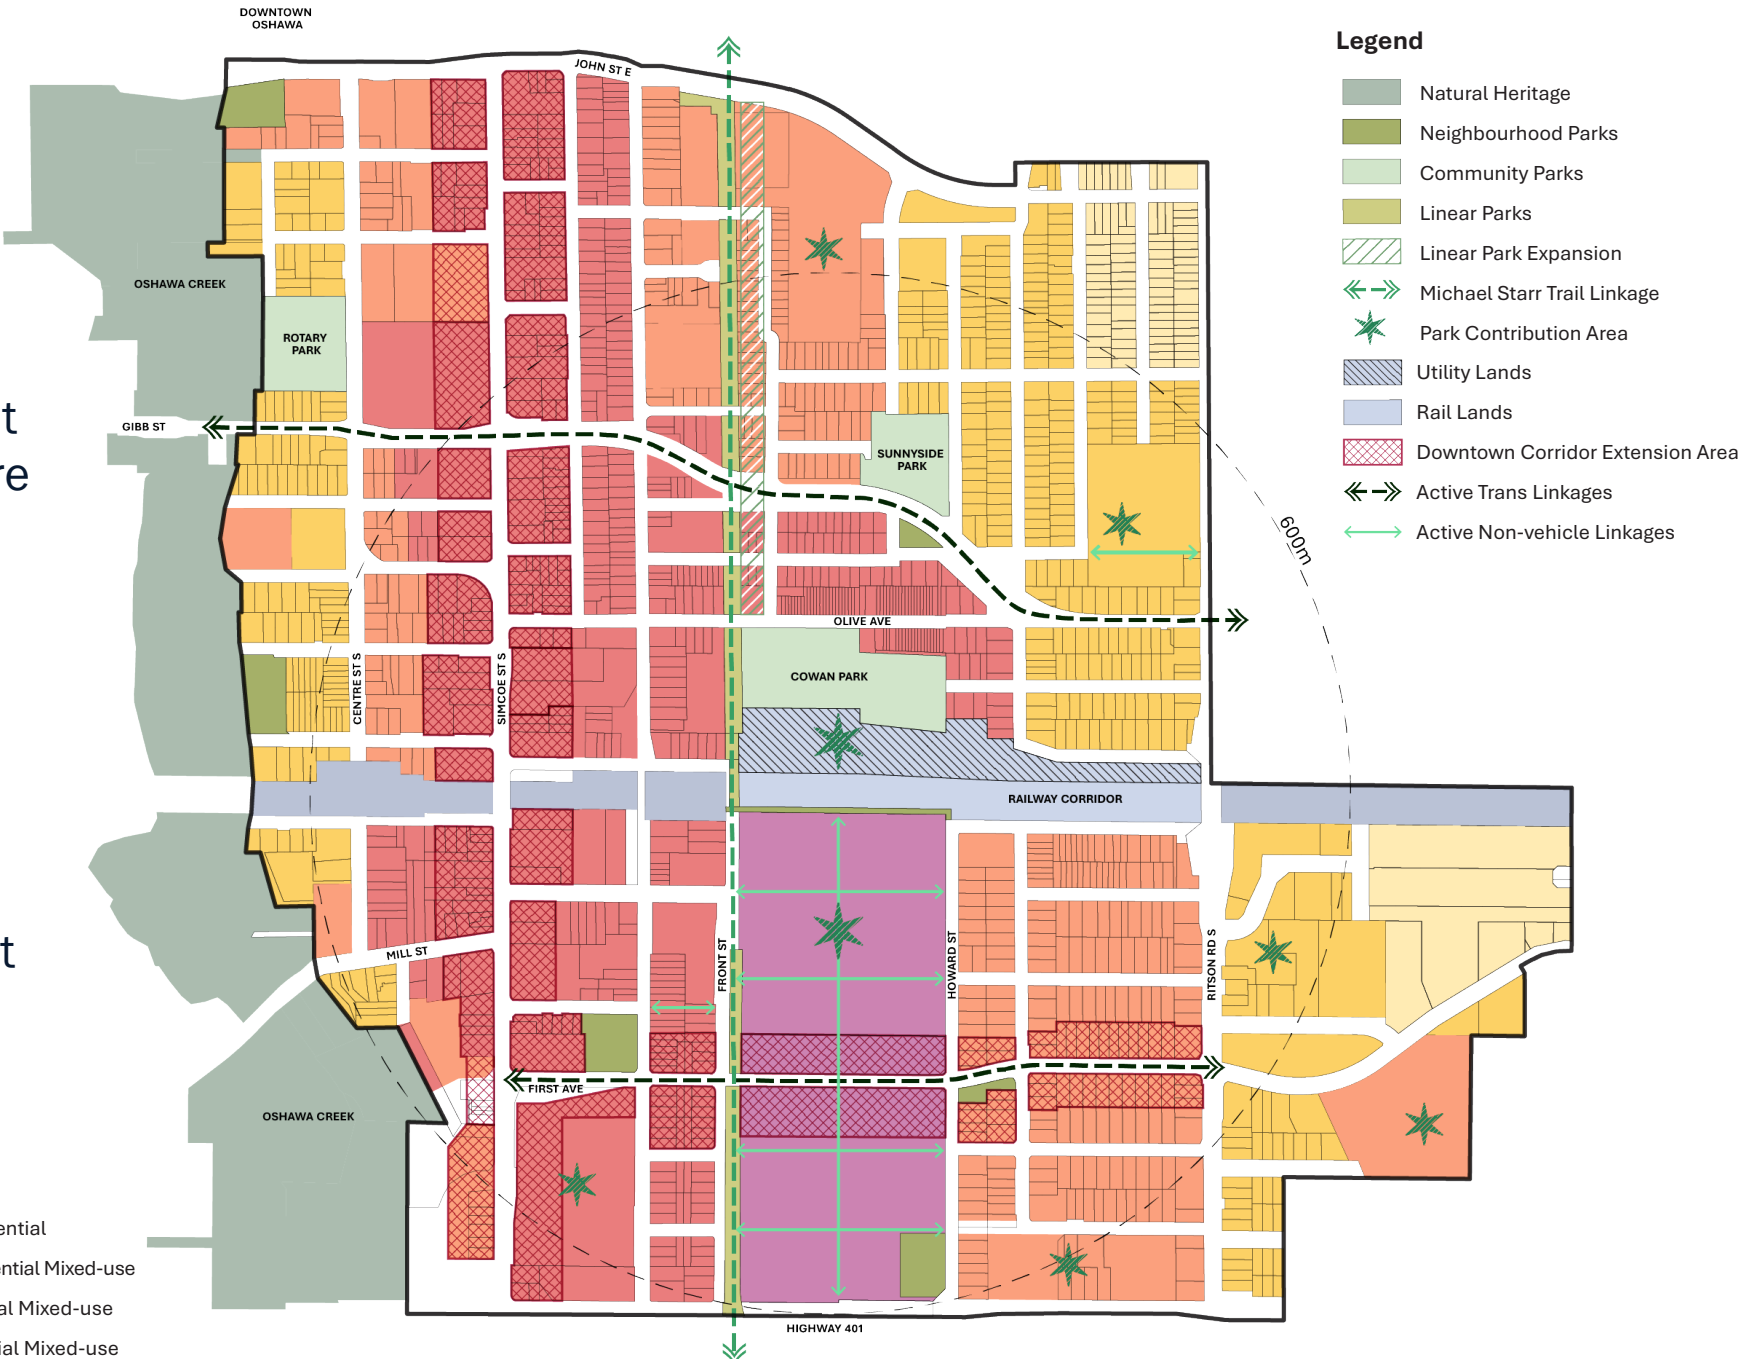 DOWNTOWN
OSHAWA
JOHN ST E
OSHAWA CREEK
ROTARY
PARK
GIBB ST
SUNNYSIDE
PARK
600m
OLIVE AVE
CENTRE ST S
SIMCOE ST S
COWAN PARK
RAILWAY CORRIDOR
MILL ST
FRONT ST
HOWARD ST
RITSON RD S
FIRST AVE
OSHAWA CREEK
HIGHWAY 401
Legend
Natural Heritage
Neighbourhood Parks
Community Parks
Linear Parks
Linear Park Expansion
Michael Starr Trail Linkage
Park Contribution Area
Utility Lands
Rail Lands
Downtown Corridor Extension Area
Active Trans Linkages
Active Non-vehicle Linkages
t
re
t
ential
ential Mixed-use
al Mixed-use
ial Mixed-use